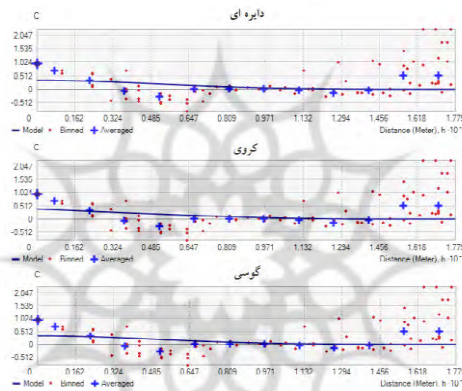 دایره ای
C
2.047
1.535
1.024
0.512
0
-0.512
0 0.162 0.324 0.485 0.647 0.809 0.971 1.133 1.294 1.456 1.618 1.775
Model Binned Averaged Distance (Meter), h ·10
کروی
C
2.047
1.535
1.024
0.512
0
-0.512
0 0.162 0.324 0.485 0.647 0.809 0.971 1.133 1.294 1.456 1.618 1.775
Model Binned Averaged Distance (Meter), h ·10
گوسی
C
2.047
1.535
1.024
0.512
0
-0.512
0 0.162 0.324 0.485 0.647 0.809 0.971 1.133 1.294 1.456 1.618 1.775
Model Binned Averaged Distance (Meter), h ·10